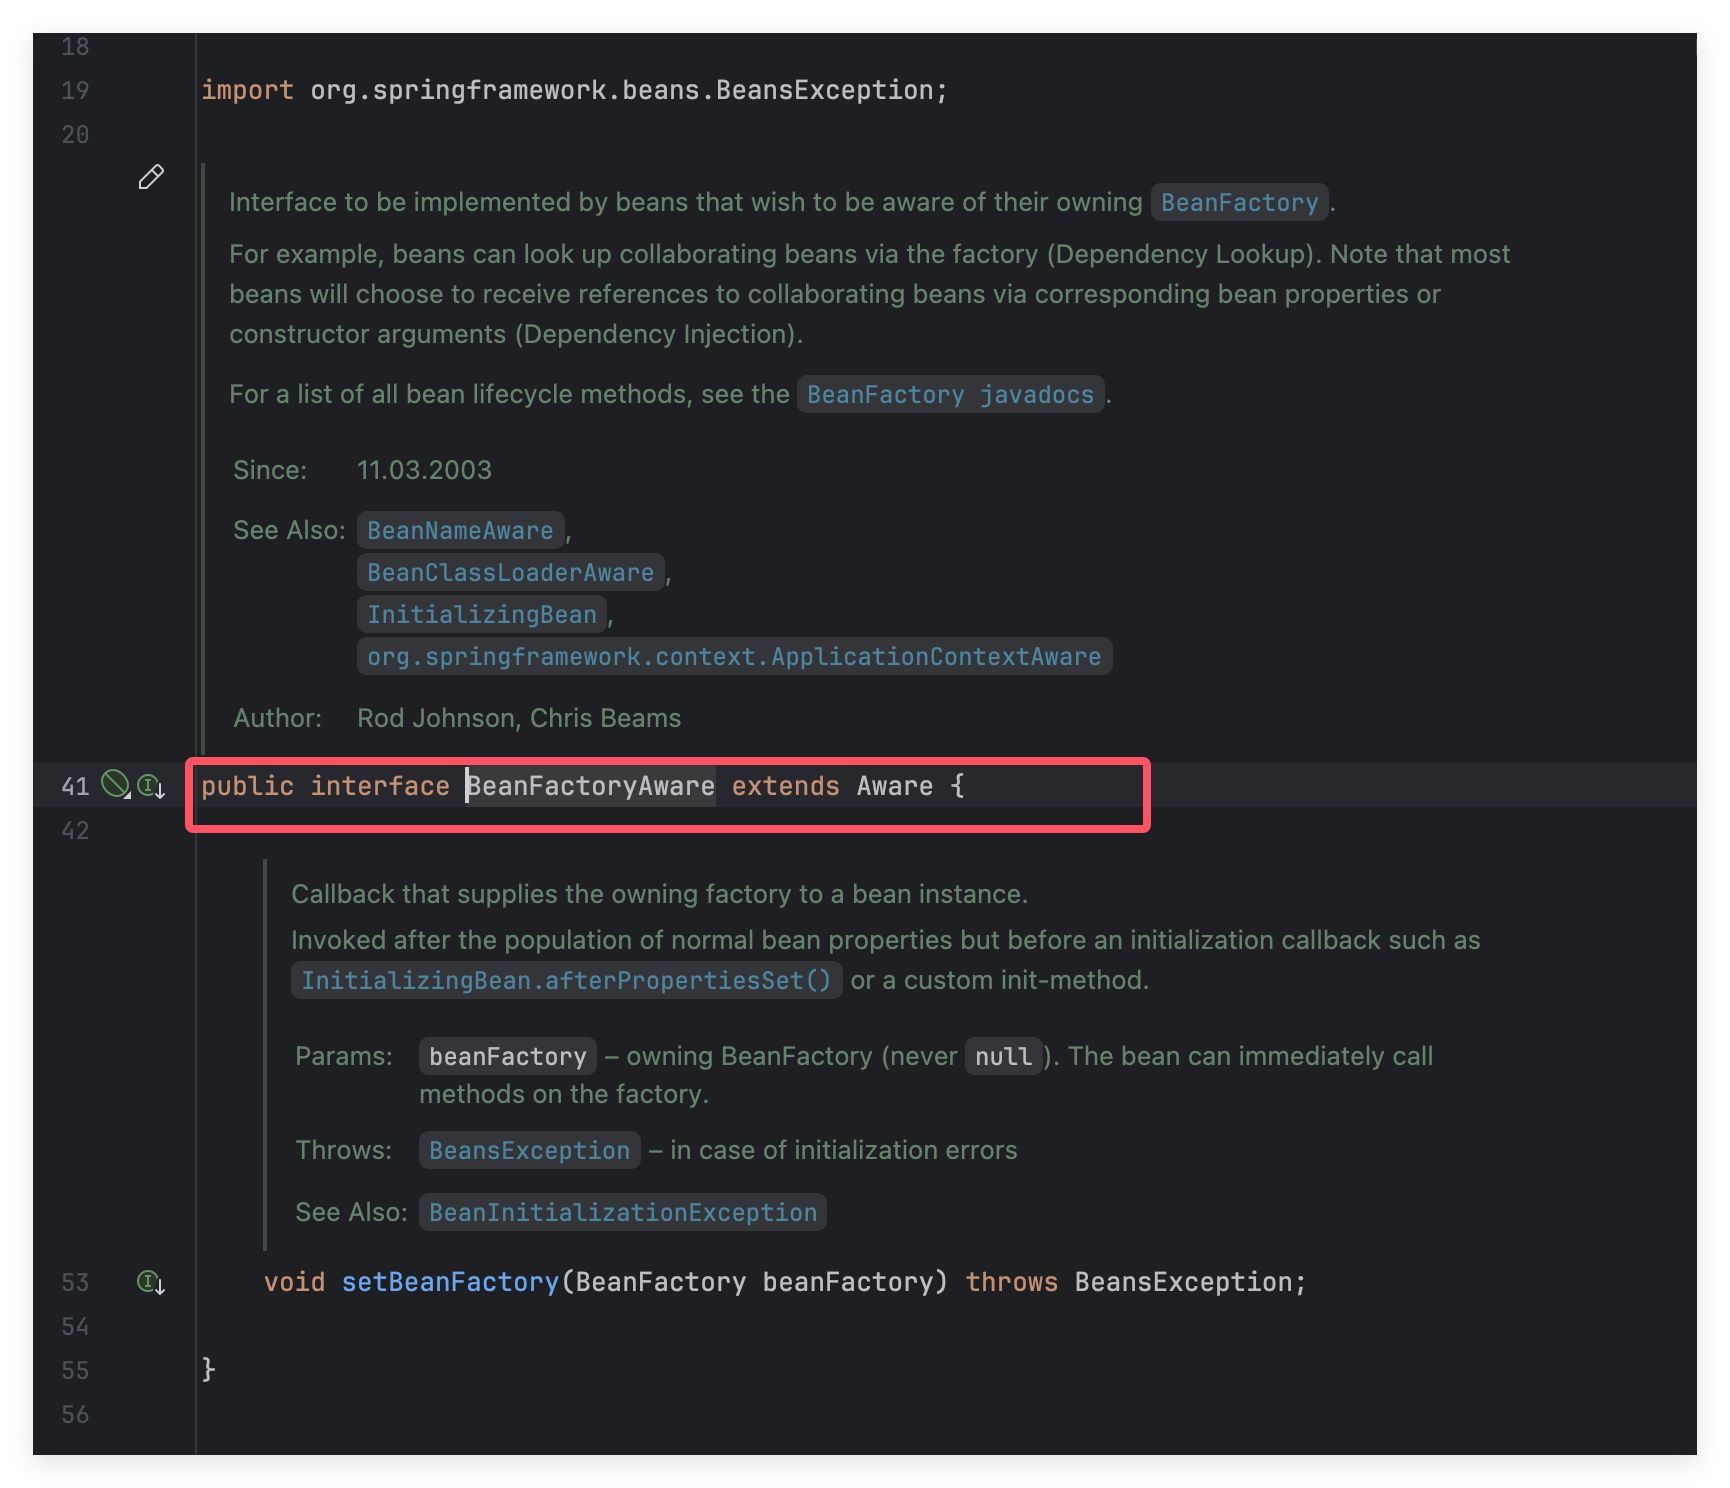 18
19 import org.springframework.beans.BeansException;
20
Interface to be implemented by beans that wish to be aware of their owning BeanFactory.
For example, beans can look up collaborating beans via the factory (Dependency Lookup). Note that most
beans will choose to receive references to collaborating beans via corresponding bean properties or
constructor arguments (Dependency Injection).
For a list of all bean lifecycle methods, see the BeanFactory javadocs.
Since: 11.03.2003
See Also: BeanNameAware,
BeanClassLoaderAware,
InitializingBean,
org.springframework.context.ApplicationContextAware
Author: Rod Johnson, Chris Beams
41 public interface BeanFactoryAware extends Aware {
42
Callback that supplies the owning factory to a bean instance.
Invoked after the population of normal bean properties but before an initialization callback such as
InitializingBean.afterPropertiesSet() or a custom init-method.
Params: beanFactory – owning BeanFactory (never null). The bean can immediately call
methods on the factory.
Throws: BeansException – in case of initialization errors
See Also: BeanInitializationException
53 void setBeanFactory(BeanFactory beanFactory) throws BeansException;
54
55 }
56